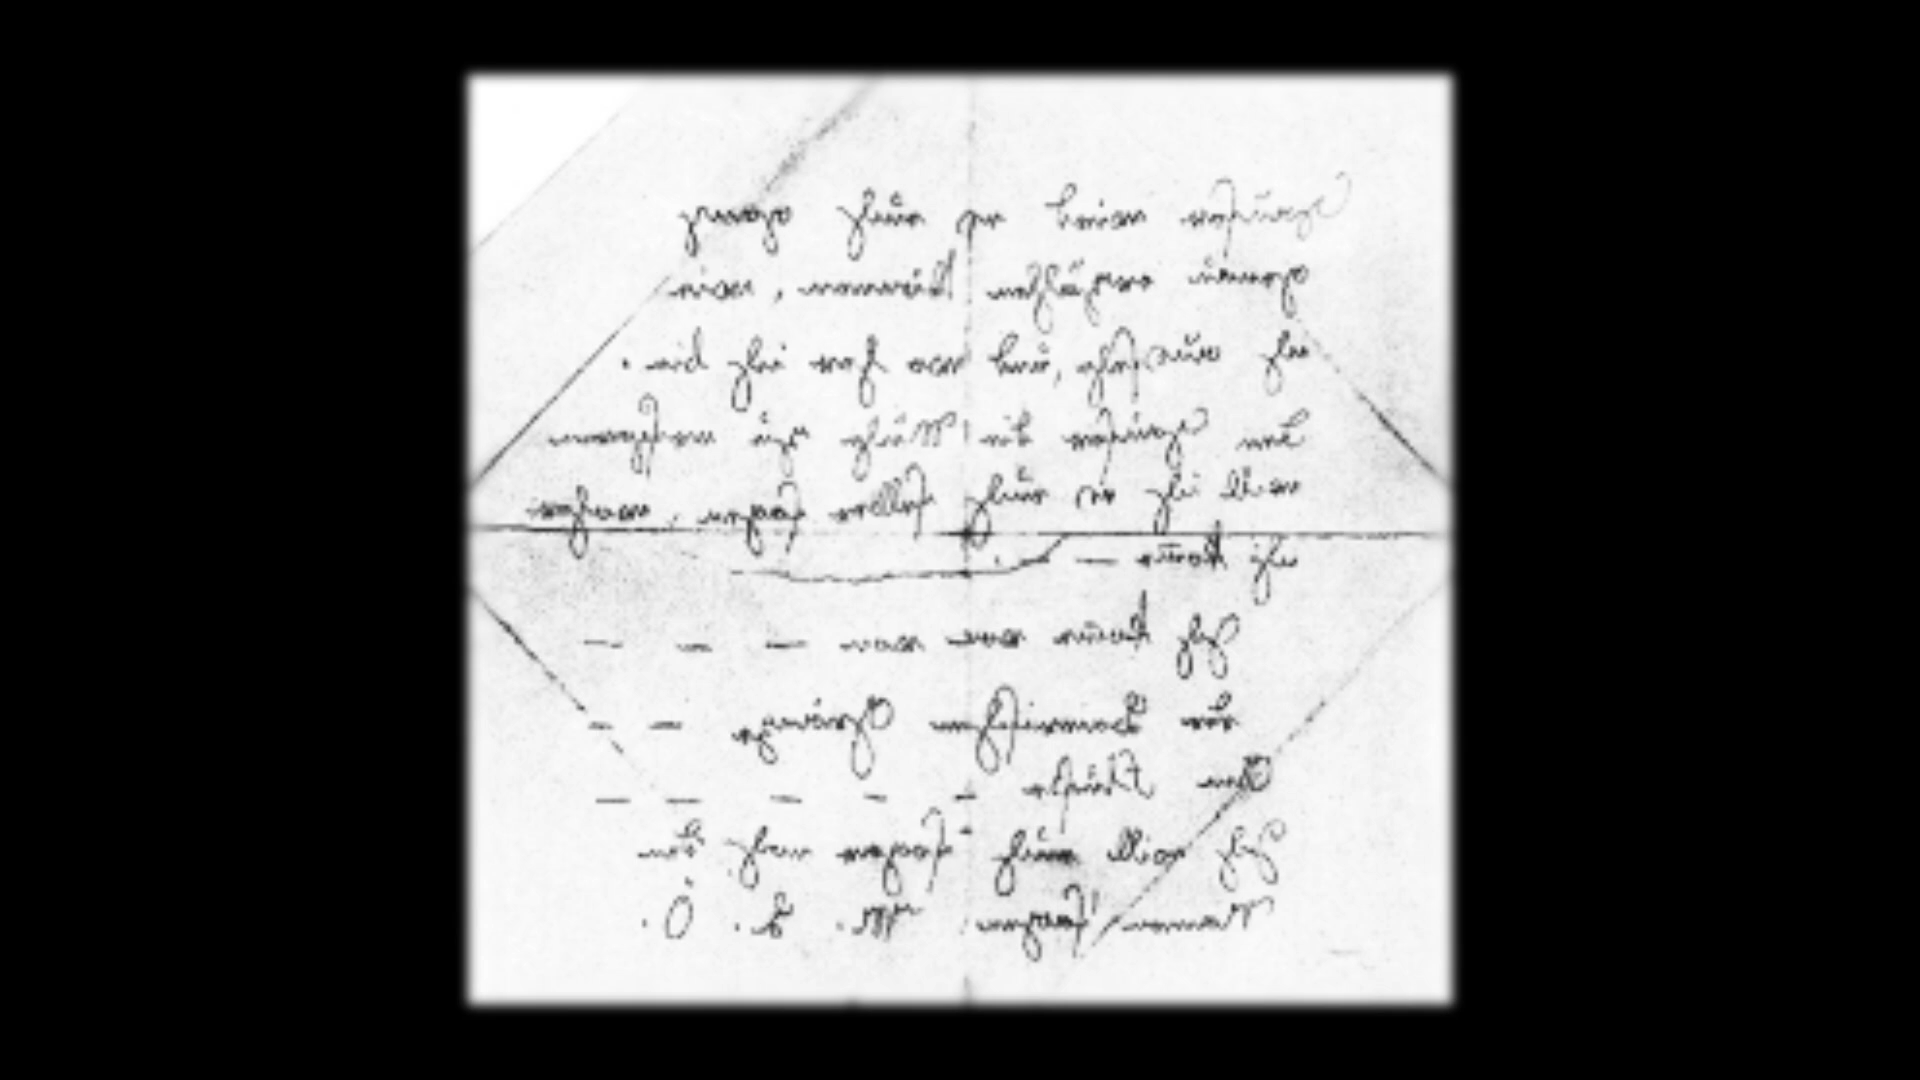 Hauser wird es euch ganz
genau erzählen können, wie
ich aussehe, und wo her ich bin.
Den Hauser die Mühe zu ersparen
will ich es euch selber sagen, woher
ich komme — — .
Ich komme von von — — —
der baierischen Gränze — —
Am Fluße — — — — —
Ich will euch sogar noch den
Namen sagen: M. L. Ö.